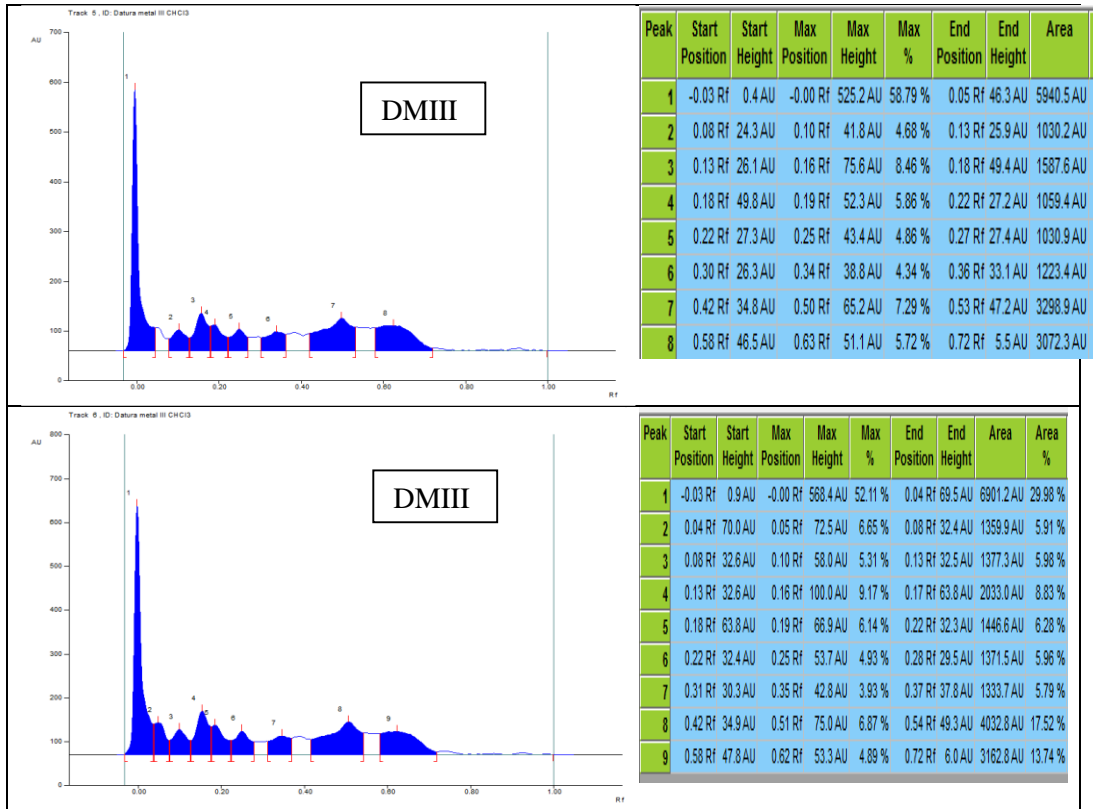 Track 5 , ID: Datura metal III CHCl3
AU
700
600
500
400
300
200
100
0
0.00 0.20 0.40 0.60 0.80 1.00
Rf
1
2
3
4
5
6
7
8
DMIII
Peak Start Position Start Height Max Position Max Height Max % End Position End Height Area
1 -0.03 Rf 0.4 AU -0.00 Rf 525.2 AU 58.79 % 0.05 Rf 46.3 AU 5940.5 AU
2 0.08 Rf 24.3 AU 0.10 Rf 41.8 AU 4.68 % 0.13 Rf 25.9 AU 1030.2 AU
3 0.13 Rf 26.1 AU 0.16 Rf 75.6 AU 8.46 % 0.18 Rf 49.4 AU 1587.6 AU
4 0.18 Rf 49.8 AU 0.19 Rf 52.3 AU 5.86 % 0.22 Rf 27.2 AU 1059.4 AU
5 0.22 Rf 27.3 AU 0.25 Rf 43.4 AU 4.86 % 0.27 Rf 27.4 AU 1030.9 AU
6 0.30 Rf 26.3 AU 0.34 Rf 38.8 AU 4.34 % 0.36 Rf 33.1 AU 1223.4 AU
7 0.42 Rf 34.8 AU 0.50 Rf 65.2 AU 7.29 % 0.53 Rf 47.2 AU 3298.9 AU
8 0.58 Rf 46.5 AU 0.63 Rf 51.1 AU 5.72 % 0.72 Rf 5.5 AU 3072.3 AU
Track 6 , ID: Datura metal III CHCl3
AU
800
700
600
500
400
300
200
100
0
0.00 0.20 0.40 0.60 0.80 1.00
Rf
1
2
3
4
5
6
7
8
9
DMIII
Peak Start Position Start Height Max Position Max Height Max % End Position End Height Area Area %
1 -0.03 Rf 0.9 AU -0.00 Rf 568.4 AU 52.11 % 0.04 Rf 69.5 AU 6901.2 AU 29.98 %
2 0.04 Rf 70.0 AU 0.05 Rf 72.5 AU 6.65 % 0.08 Rf 32.4 AU 1359.9 AU 5.91 %
3 0.08 Rf 32.6 AU 0.10 Rf 58.0 AU 5.31 % 0.13 Rf 32.5 AU 1377.3 AU 5.98 %
4 0.13 Rf 32.6 AU 0.16 Rf 100.0 AU 9.17 % 0.17 Rf 63.8 AU 2033.0 AU 8.83 %
5 0.18 Rf 63.8 AU 0.19 Rf 66.9 AU 6.14 % 0.22 Rf 32.3 AU 1446.6 AU 6.28 %
6 0.22 Rf 32.4 AU 0.25 Rf 53.7 AU 4.93 % 0.28 Rf 29.5 AU 1371.5 AU 5.96 %
7 0.31 Rf 30.3 AU 0.35 Rf 42.8 AU 3.93 % 0.37 Rf 37.8 AU 1333.7 AU 5.79 %
8 0.42 Rf 34.9 AU 0.51 Rf 75.0 AU 6.87 % 0.54 Rf 49.3 AU 4032.8 AU 17.52 %
9 0.58 Rf 47.8 AU 0.62 Rf 53.3 AU 4.89 % 0.72 Rf 6.0 AU 3162.8 AU 13.74 %